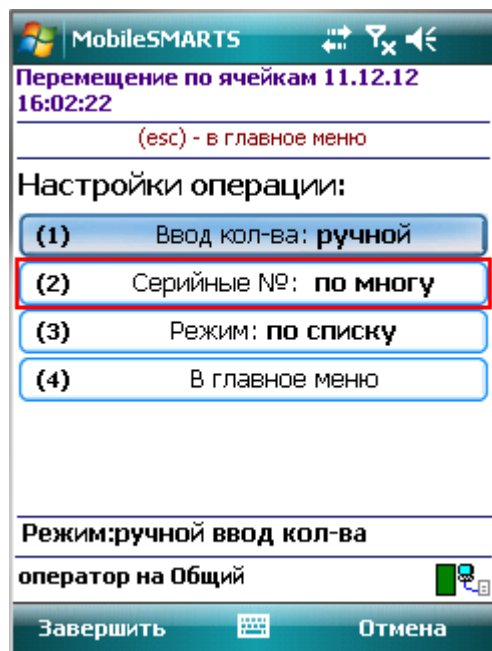 MobileSMARTS
Перемещение по ячейкам 11.12.12
16:02:22
(esc) - в главное меню
Настройки операции:
(1) Ввод кол-ва: ручной
(2) Серийные №: по многу
(3) Режим: по списку
(4) В главное меню
Режим:ручной ввод кол-ва
оператор на Общий
Завершить Отмена